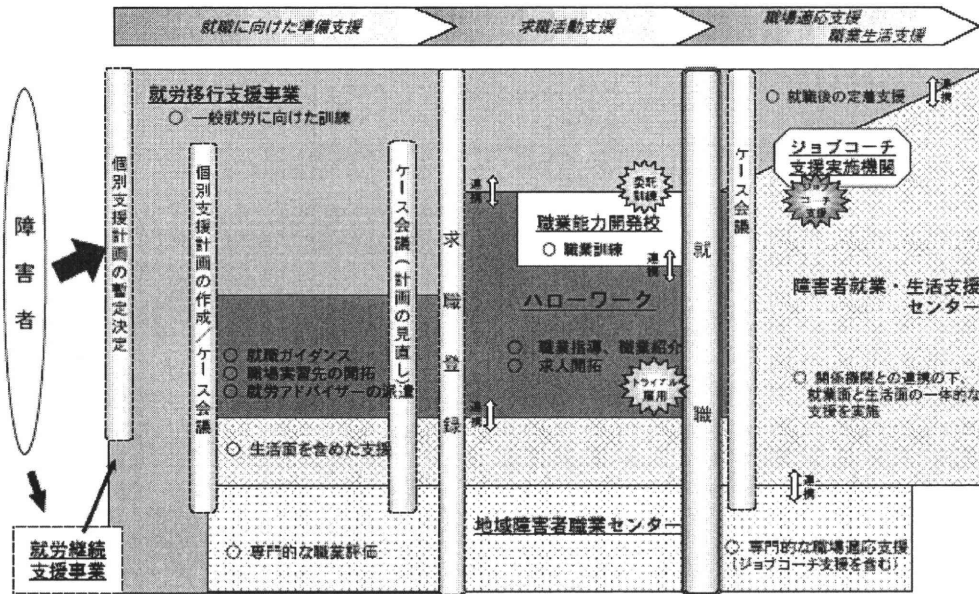 就職に向けた準備支援
求職活動支援
職場適応支援
職業生活支援
障害者
就労継続
支援事業
個別支援計画の暫定決定
就労移行支援事業
○ 一般就労に向けた訓練
個別支援計画の作成／ケース会議
ケース会議(計画の見直し)
○ 就職ガイダンス
○ 職場実習先の開拓
○ 就労アドバイザーの派遣
○ 生活面を含めた支援
○ 専門的な職業評価
求職登録
連携
委託
訓練
職業能力開発校
○ 職業訓練
連携
ハローワーク
○ 職業指導、職業紹介
○ 求人開拓
トライアル
雇用
連携
地域障害者職業センター
就職
ケース会議
○ 就職後の定着支援
連携
ジョブコーチ
支援実施機関
ジョブ
コーチ
支援
障害者就業・生活支援
センター
○ 関係機関との連携の下、
就業面と生活面の一体的な
支援を実施
連携
○ 専門的な職場適応支援
(ジョブコーチ支援を含む)